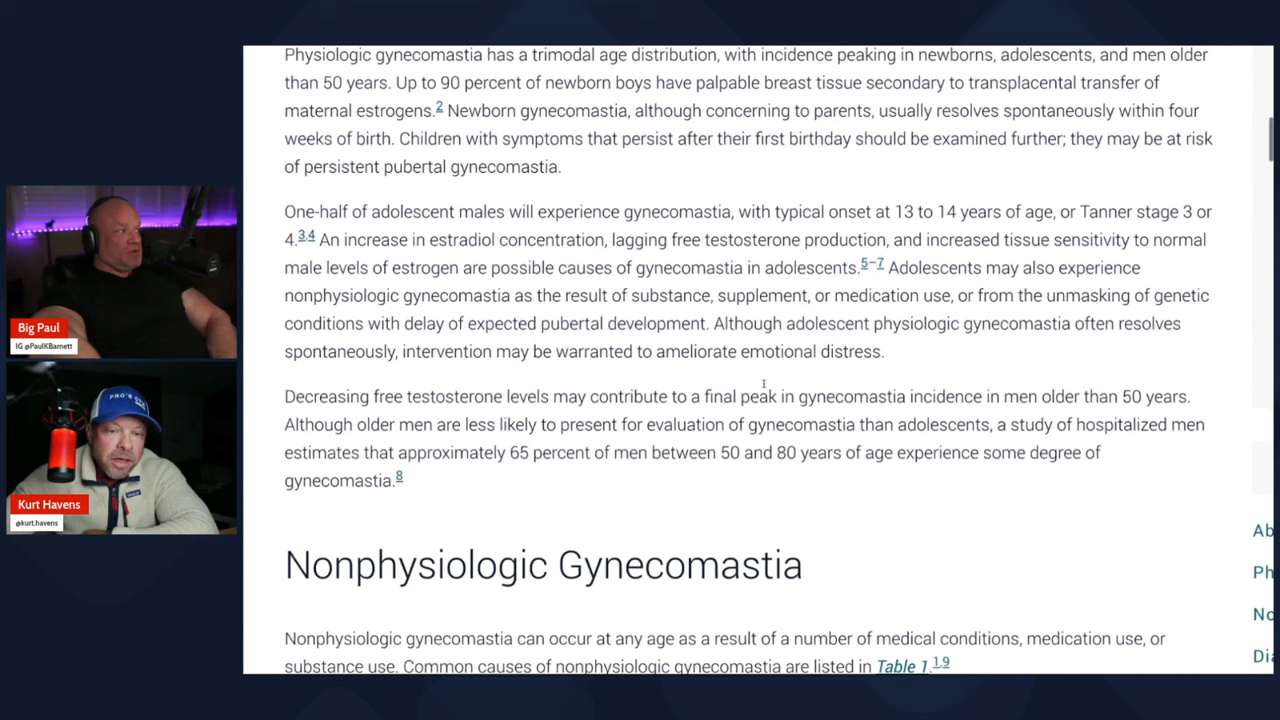 Physiologic gynecomastia has a trimodal age distribution, with incidence peaking in newborns, adolescents, and men older
than 50 years. Up to 90 percent of newborn boys have palpable breast tissue secondary to transplacental transfer of
maternal estrogens.2 Newborn gynecomastia, although concerning to parents, usually resolves spontaneously within four
weeks of birth. Children with symptoms that persist after their first birthday should be examined further; they may be at risk
of persistent pubertal gynecomastia.
One-half of adolescent males will experience gynecomastia, with typical onset at 13 to 14 years of age, or Tanner stage 3 or
4.3,4 An increase in estradiol concentration, lagging free testosterone production, and increased tissue sensitivity to normal
male levels of estrogen are possible causes of gynecomastia in adolescents.5–7 Adolescents may also experience
nonphysiologic gynecomastia as the result of substance, supplement, or medication use, or from the unmasking of genetic
conditions with delay of expected pubertal development. Although adolescent physiologic gynecomastia often resolves
spontaneously, intervention may be warranted to ameliorate emotional distress.
Decreasing free testosterone levels may contribute to a final peak in gynecomastia incidence in men older than 50 years.
Although older men are less likely to present for evaluation of gynecomastia than adolescents, a study of hospitalized men
estimates that approximately 65 percent of men between 50 and 80 years of age experience some degree of
gynecomastia.8
Nonphysiologic Gynecomastia
Nonphysiologic gynecomastia can occur at any age as a result of a number of medical conditions, medication use, or
substance use. Common causes of nonphysiologic gynecomastia are listed in Table 1.1,9
Ab
Ph
No
Dia
Big Paul
IG @PaulKBarnett
Kurt Havens
@kurt.havens